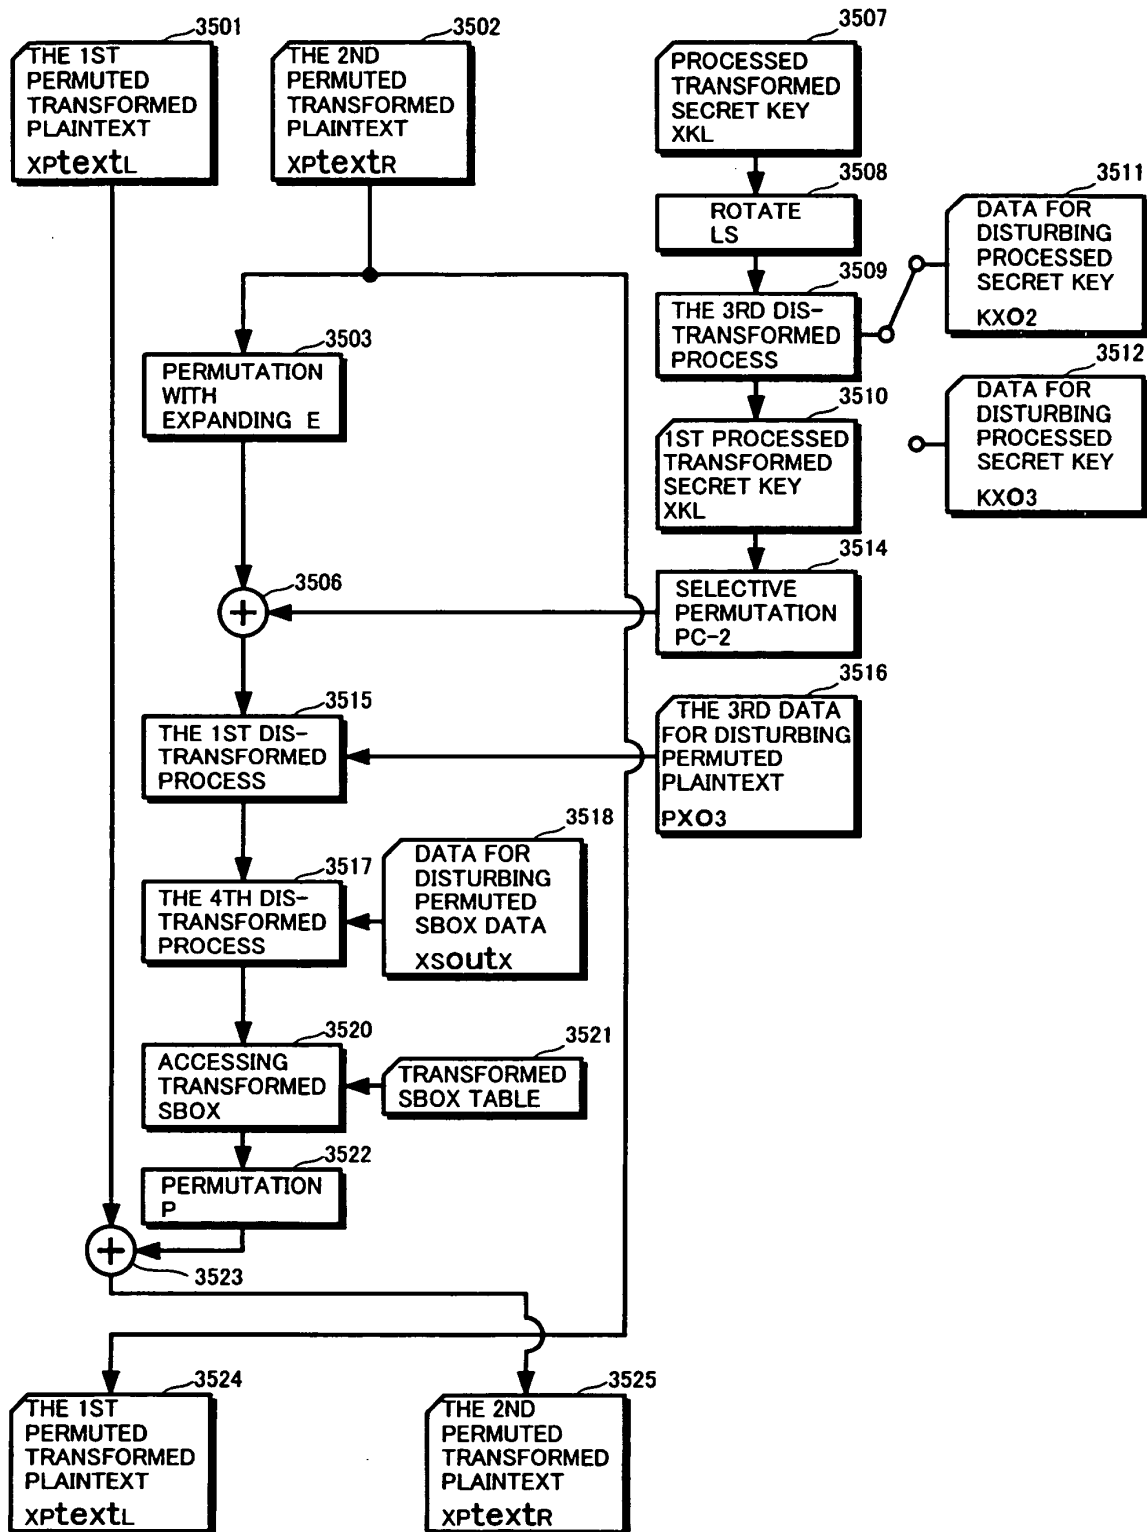 3501
THE 1ST
PERMUTED
TRANSFORMED
PLAINTEXT
XPtextL
3502
THE 2ND
PERMUTED
TRANSFORMED
PLAINTEXT
XPtextR
3507
PROCESSED
TRANSFORMED
SECRET KEY
XKL
3508
ROTATE
LS
3511
DATA FOR
DISTURBING
PROCESSED
SECRET KEY
KXO2
3509
THE 3RD DIS-
TRANSFORMED
PROCESS
3503
PERMUTATION
WITH
EXPANDING E
3512
DATA FOR
DISTURBING
PROCESSED
SECRET KEY
KXO3
3510
1ST PROCESSED
TRANSFORMED
SECRET KEY
XKL
3514
SELECTIVE
PERMUTATION
PC-2
3506
+
3515
THE 1ST DIS-
TRANSFORMED
PROCESS
3516
THE 3RD DATA
FOR DISTURBING
PERMUTED
PLAINTEXT
PXO3
3518
DATA FOR
DISTURBING
PERMUTED
SBOX DATA
XSoutX
3517
THE 4TH DIS-
TRANSFORMED
PROCESS
3520
ACCESSING
TRANSFORMED
SBOX
3521
TRANSFORMED
SBOX TABLE
3522
PERMUTATION
P
+
3523
3524
THE 1ST
PERMUTED
TRANSFORMED
PLAINTEXT
XPtextL
3525
THE 2ND
PERMUTED
TRANSFORMED
PLAINTEXT
XPtextR